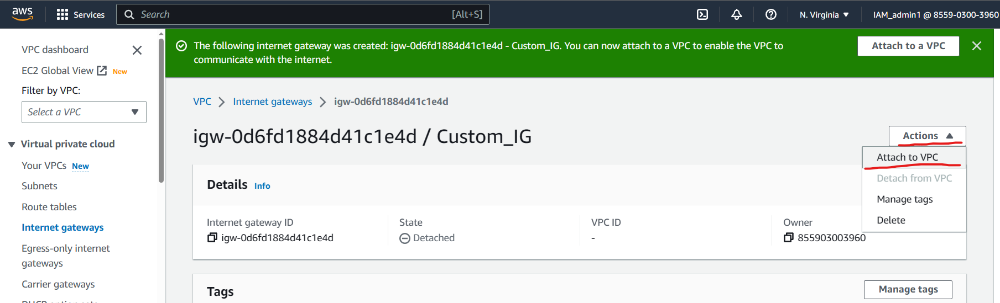 aws
Services
Search
[Alt+S]
N. Virginia
IAM_admin1 @ 8559-0300-3960
VPC dashboard
EC2 Global View New
Filter by VPC:
Select a VPC
Virtual private cloud
Your VPCs New
Subnets
Route tables
Internet gateways
Egress-only internet
gateways
Carrier gateways
The following internet gateway was created: igw-0d6fd1884d41c1e4d - Custom_IG. You can now attach to a VPC to enable the VPC to
communicate with the internet.
Attach to a VPC
VPC
Internet gateways
igw-0d6fd1884d41c1e4d
igw-0d6fd1884d41c1e4d / Custom_IG
Actions
Attach to VPC
Detach from VPC
Manage tags
Delete
Details Info
Internet gateway ID
igw-0d6fd1884d41c1e4d
State
Detached
VPC ID
-
Owner
855903003960
Tags
Manage tags